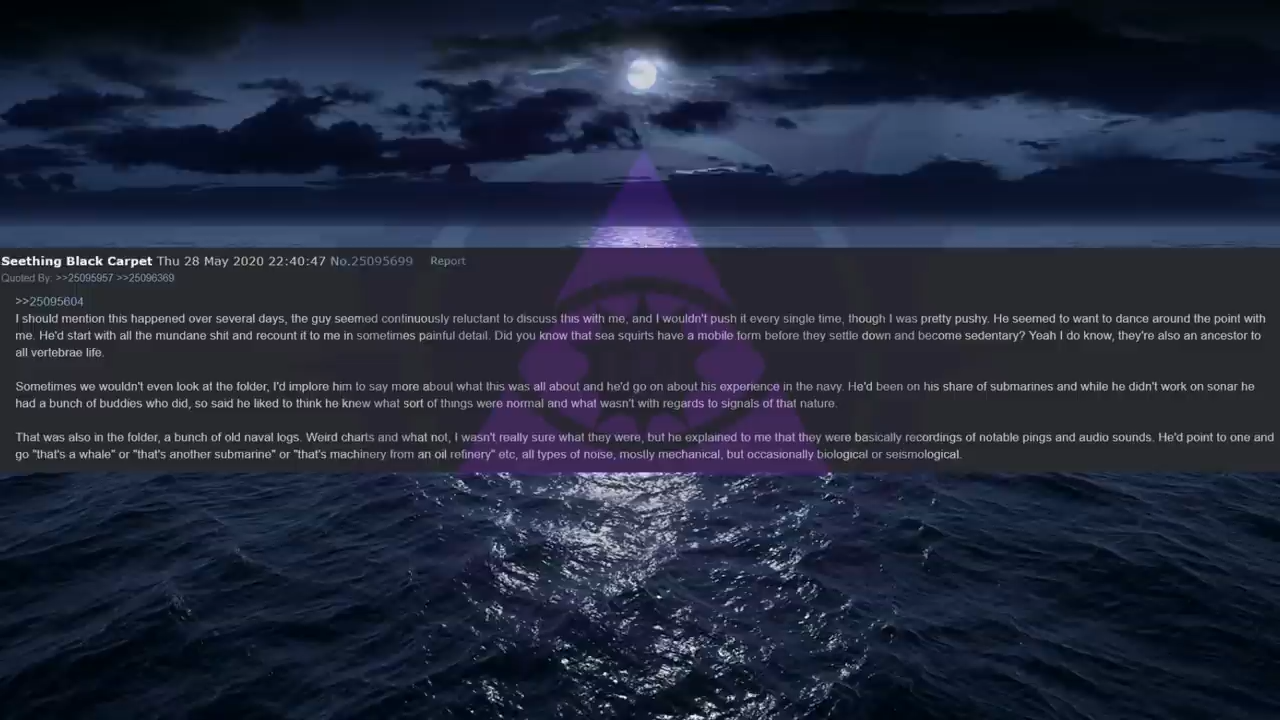 Seething Black Carpet Thu 28 May 2020 22:40:47 No.25095699 Report
Quoted By: >>25095957 >>25096369
>>25095604
I should mention this happened over several days, the guy seemed continuously reluctant to discuss this with me, and I wouldn't push it every single time, though I was pretty pushy. He seemed to want to dance around the point with
me. He'd start with all the mundane shit and recount it to me in sometimes painful detail. Did you know that sea squirts have a mobile form before they settle down and become sedentary? Yeah I do know, they're also an ancestor to
all vertebrae life.
Sometimes we wouldn't even look at the folder, I'd implore him to say more about what this was all about and he'd go on about his experience in the navy. He'd been on his share of submarines and while he didn't work on sonar he
had a bunch of buddies who did, so said he liked to think he knew what sort of things were normal and what wasn't with regards to signals of that nature.
That was also in the folder, a bunch of old naval logs. Weird charts and what not, I wasn't really sure what they were, but he explained to me that they were basically recordings of notable pings and audio sounds. He'd point to one and
go "that's a whale" or "that's another submarine" or "that's machinery from an oil refinery" etc, all types of noise, mostly mechanical, but occasionally biological or seismological.